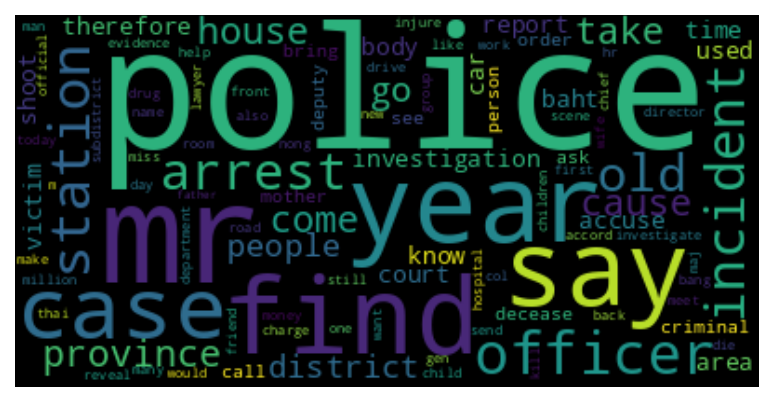 man
injure
therefore
house
report
take
time
evidence
help
bring
body
like
work
order
hr
used
official
shoot
police
lawyer
drug
name
front
also
deputy
go
see
car
group
new
person
baht
chief
scene
wife
director
today
subdistrict
station
miss
room
nong
arrest
investigation
ask
old
incident
victim
m
day
father
mother
mr
year
children
first
cause
accuse
come
people
road
department
know
accord
investigate
make
million
court
still
hospital
col
say
maj
bang
meet
back
case
find
thai
money
want
send
decease
criminal
friend
charge
one
province
district
officer
die
area
reveal
many
would
call
gen
child
kill